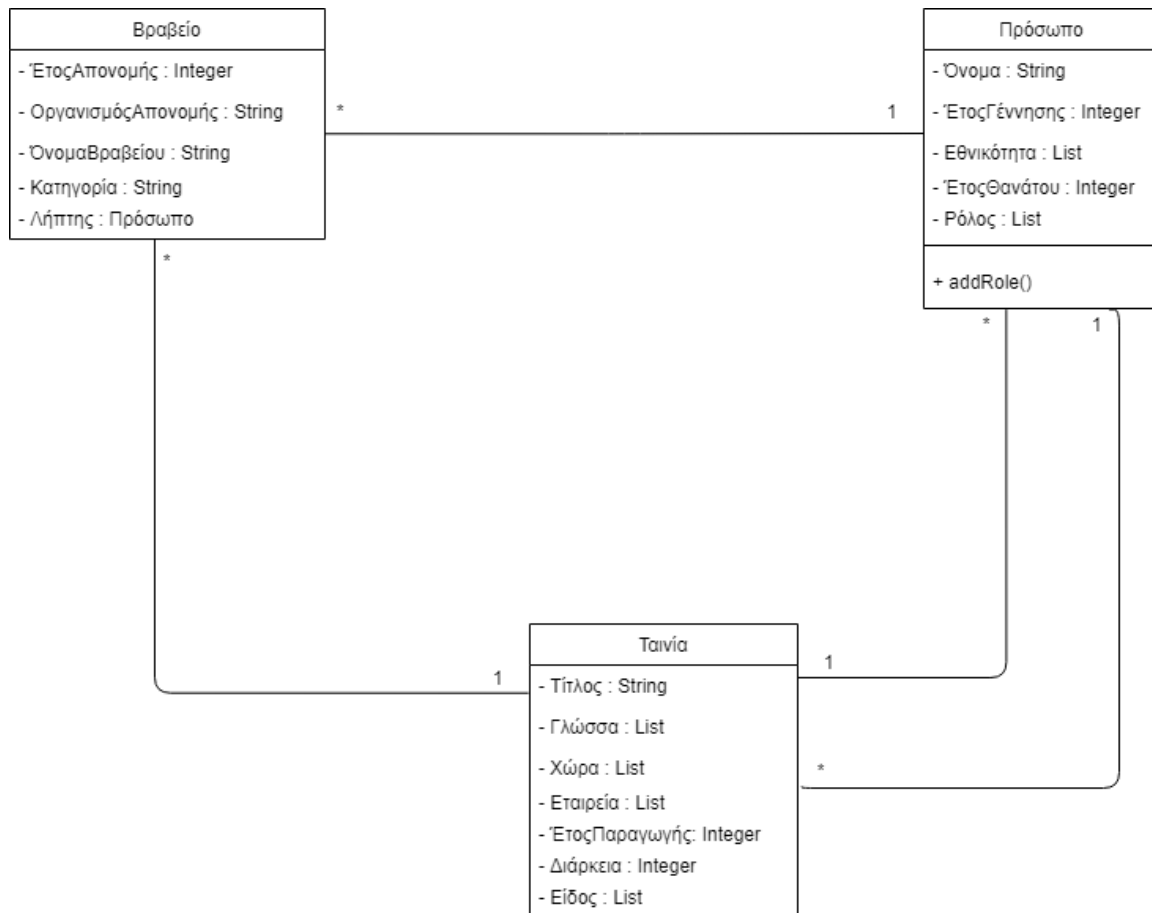 Βραβείο
- ΈτοςΑπονομής : Integer
- ΟργανισμόςΑπονομής : String
- ΌνομαΒραβείου : String
- Κατηγορία : String
- Λήπτης : Πρόσωπο
*
1
*
Πρόσωπο
- Όνομα : String
- ΈτοςΓέννησης : Integer
- Εθνικότητα : List
- ΈτοςΘανάτου : Integer
- Ρόλος : List
+ addRole()
*
1
1
1
*
Ταινία
- Τίτλος : String
- Γλώσσα : List
- Χώρα : List
- Εταιρεία : List
- ΈτοςΠαραγωγής: Integer
- Διάρκεια : Integer
- Είδος : List